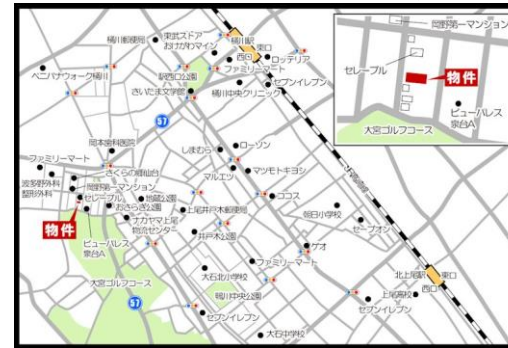 桶川郵便局
東武ストア
おけがわマイン
桶川駅
西口
東口
ロッテリア
ファミリーマート
ベニバナウォーク桶川
駅西口公園
セブンイレブン
桶川中央クリニック
さいたま文学館
57
岡本歯科医院
しまむら
ローソン
ファミリーマート
さくらの郷仙台
マルエツ
マツモトキヨシ
波多野外科
整形外科
岡野第一マンション
セレーブル
地蔵公園
おさらぎ公園
ココス
物件
ナカヤマ上尾
物流センター
上尾井戸木郵便局
朝日小学校
セーブオン
ビューパレス
泉台A
井戸木公園
ゲオ
ファミリーマート
大宮ゴルフコース
大石北小学校
北上尾駅
東口
西口
57
鴨川中央公園
上尾高校
セブンイレブン
セブンイレブン
大石中学校
岡野第一マンション
セレーブル
物件
ビューパレス
泉台A
大宮ゴルフコース